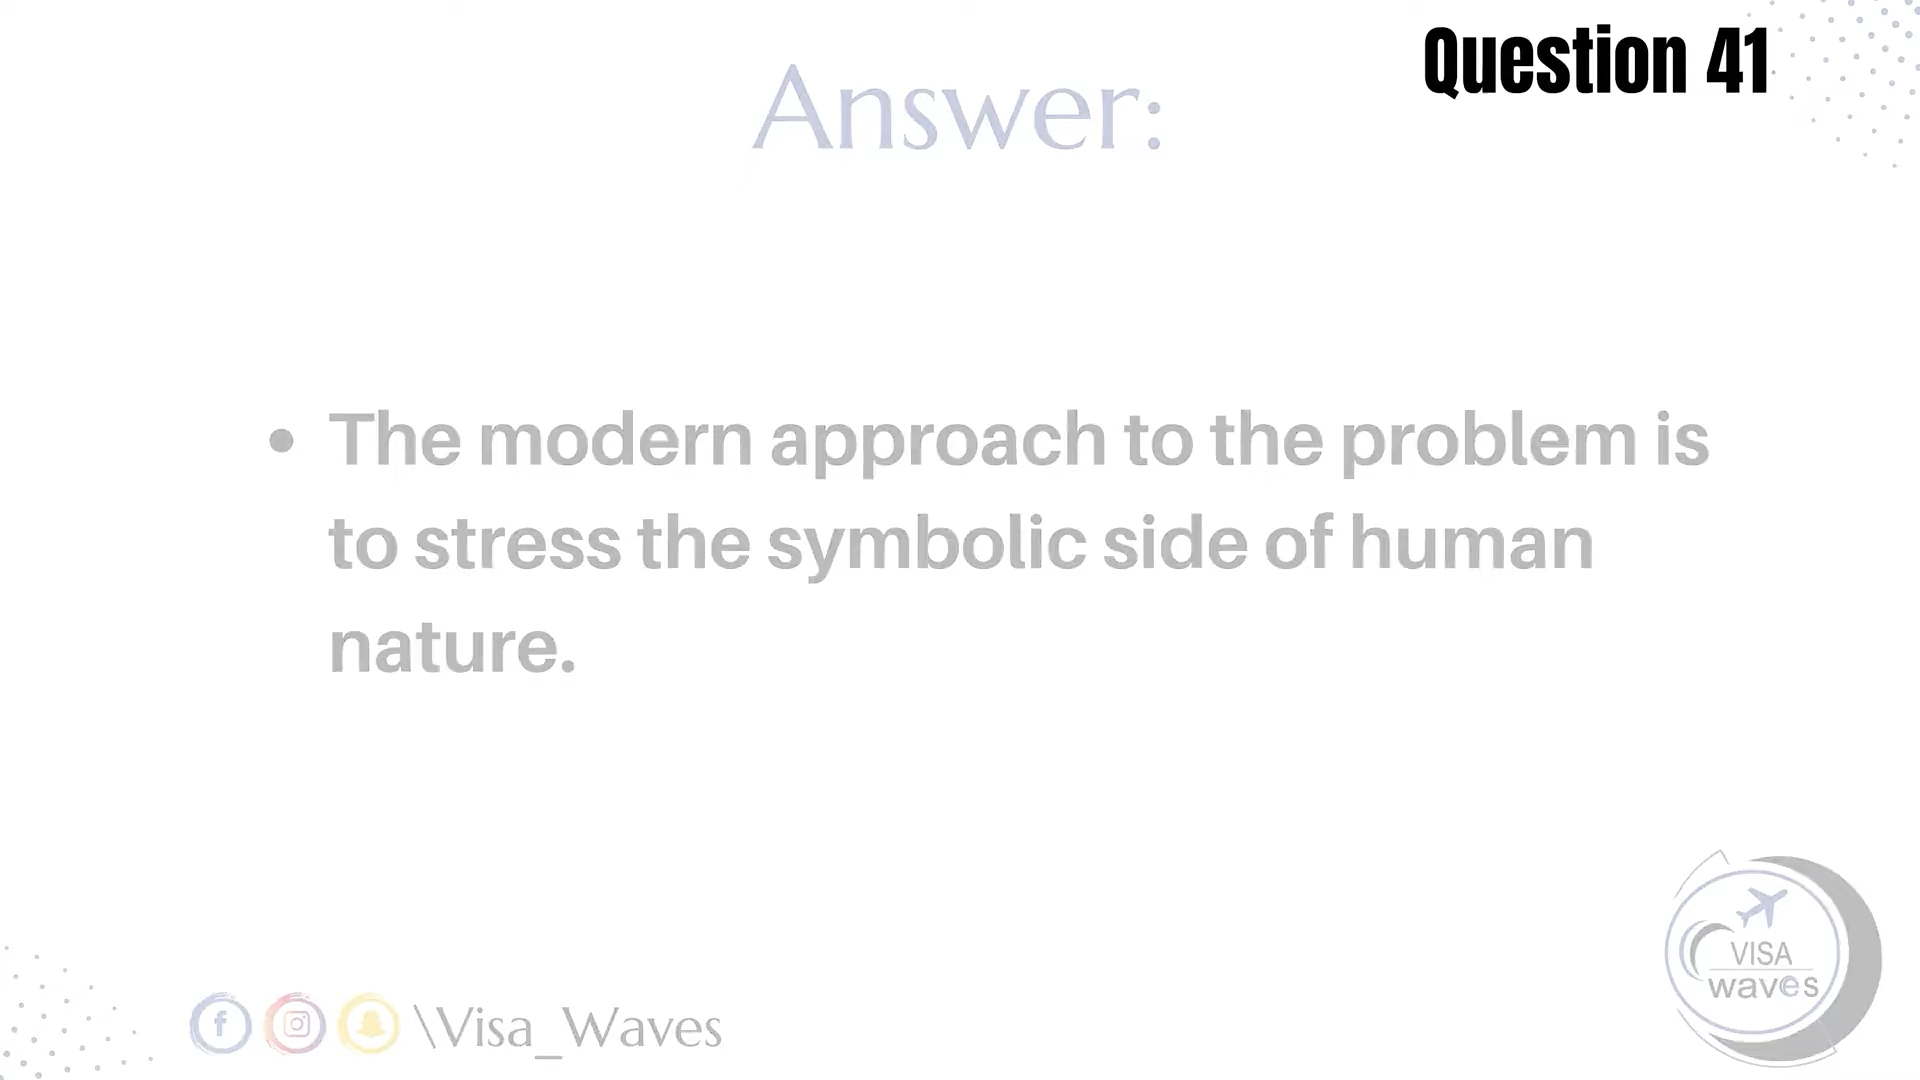 Question 41
Answer:
• The modern approach to the problem is
to stress the symbolic side of human
nature.
VISA
waves
\Visa_Waves